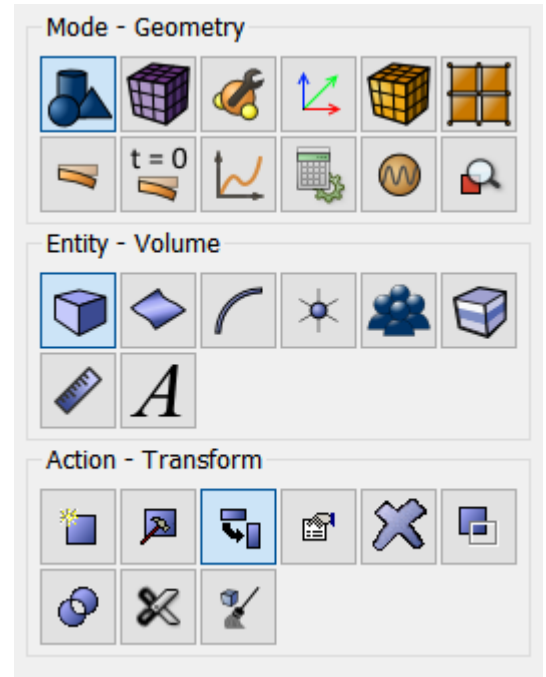 Mode - Geometry
t = 0
Entity - Volume
A
Action - Transform